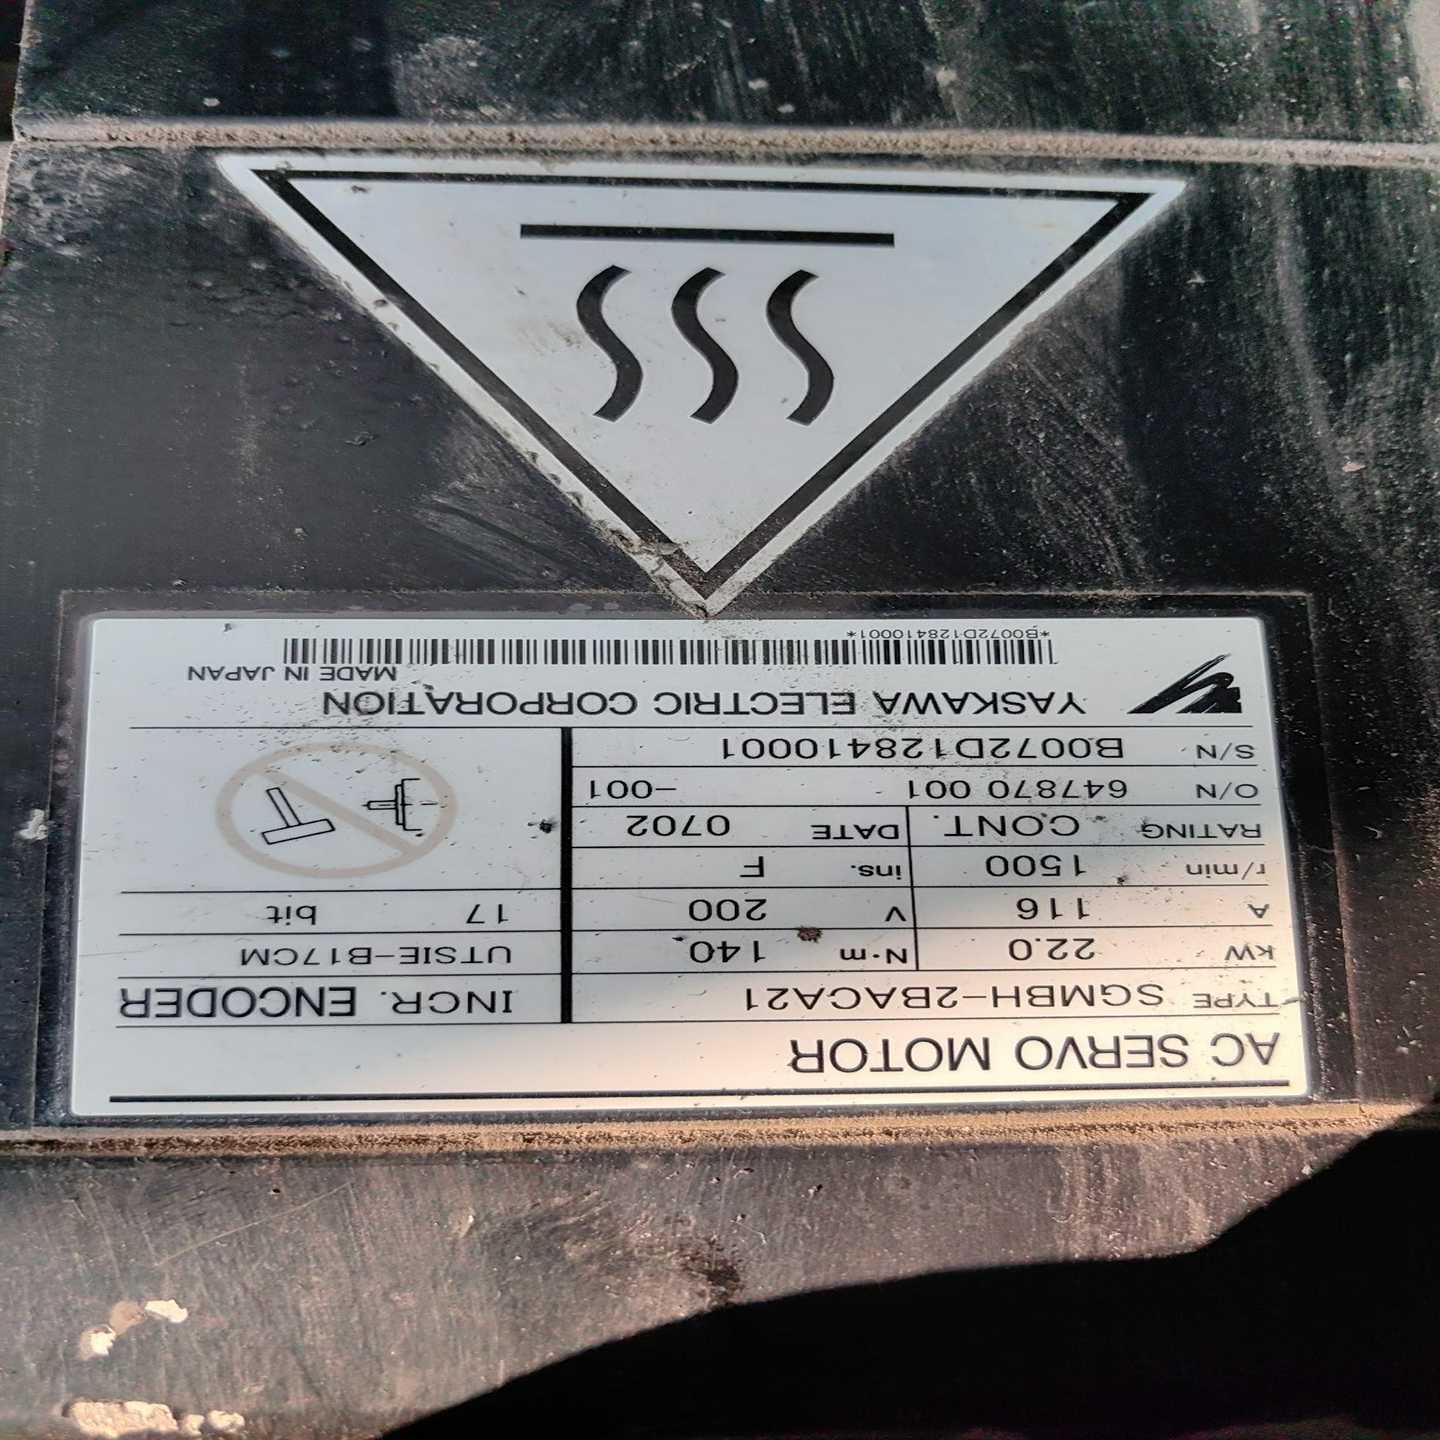 AC SERVO MOTOR
TYPE SGMBH-2BACA21 INCR. ENCODER
kW 22.0 N·m 140. UTSIE-B17CM
A 116 V 200 17 bit
r/min 1500 ins. F
RATING CONT. DATE 0702
O/N 647870 001 -001
S/N B0072D128410001
YASKAWA ELECTRIC CORPORATION
MADE IN JAPAN
*B0072D128410001*